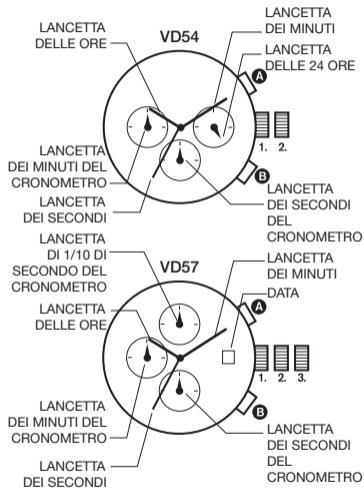 LANCETTA
DELLE ORE
VD54
LANCETTA
DEI MINUTI
LANCETTA
DELLE 24 ORE
A
1. 2.
B
LANCETTA
DEI MINUTI DEL
CRONOMETRO
LANCETTA
DEI SECONDI
LANCETTA
DEI SECONDI
DEL
CRONOMETRO
LANCETTA
DI 1/10 DI
SECONDO DEL
CRONOMETRO
VD57
LANCETTA
DEI MINUTI
DATA
LANCETTA
DELLE ORE
A
1. 2. 3.
B
LANCETTA
DEI MINUTI DEL
CRONOMETRO
LANCETTA
DEI SECONDI
LANCETTA
DEI SECONDI
DEL
CRONOMETRO